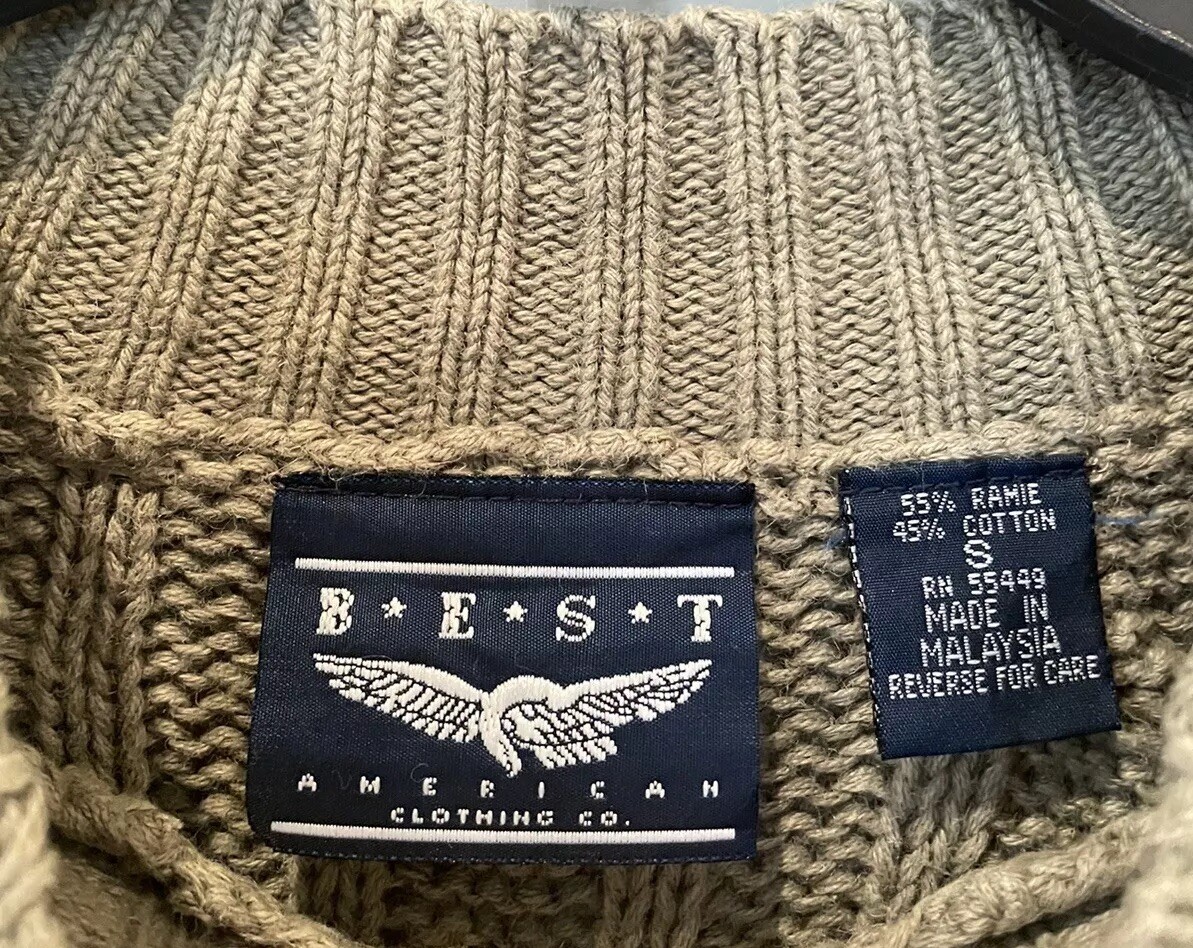 B★E★S★T
AMERICAN
CLOTHING CO.
55% RAMIE
45% COTTON
S
RN 55449
MADE IN
MALAYSIA
REVERSE FOR CARE